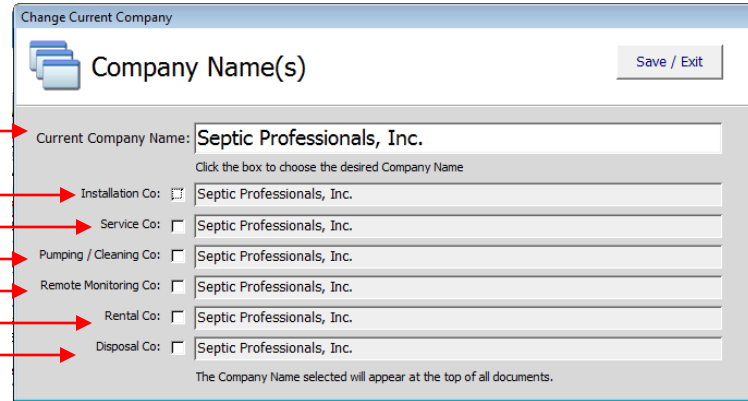 Change Current Company
Company Name(s)
Save / Exit
Current Company Name: Septic Professionals, Inc.
Click the box to choose the desired Company Name
Installation Co: Septic Professionals, Inc.
Service Co: Septic Professionals, Inc.
Pumping / Cleaning Co: Septic Professionals, Inc.
Remote Monitoring Co: Septic Professionals, Inc.
Rental Co: Septic Professionals, Inc.
Disposal Co: Septic Professionals, Inc.
The Company Name selected will appear at the top of all documents.